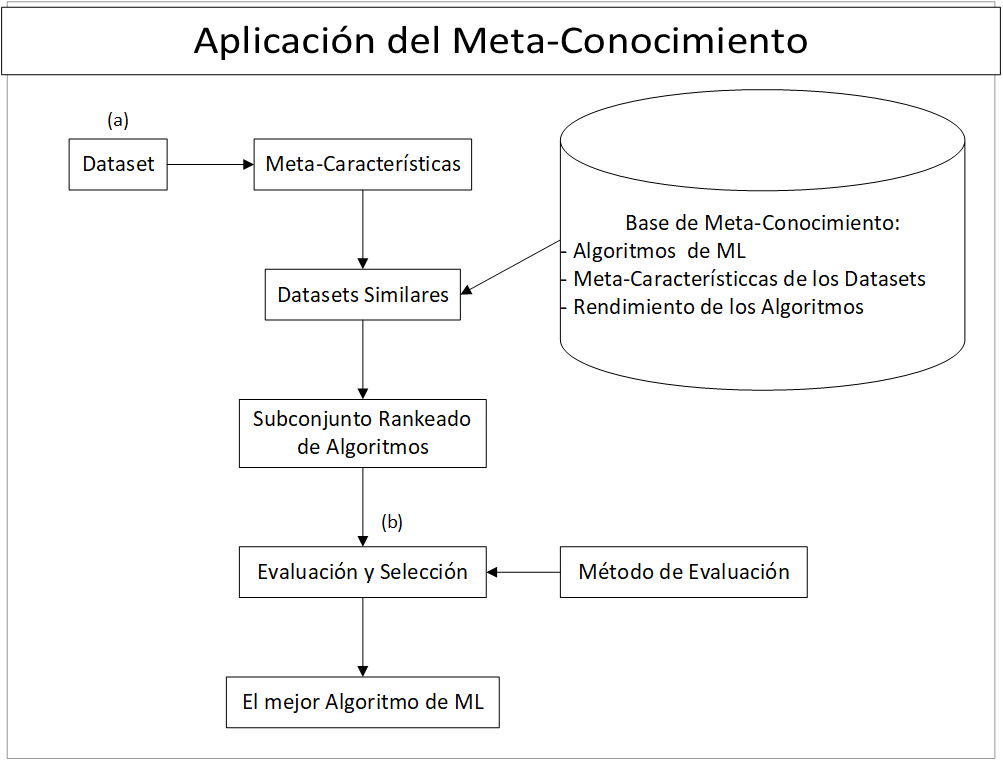 Aplicación del Meta-Conocimiento
(a)
Dataset
Meta-Características
Base de Meta-Conocimiento:
- Algoritmos de ML
- Meta-Característiccas de los Datasets
- Rendimiento de los Algoritmos
Datasets Similares
Subconjunto Rankeado
de Algoritmos
(b)
Evaluación y Selección
Método de Evaluación
El mejor Algoritmo de ML